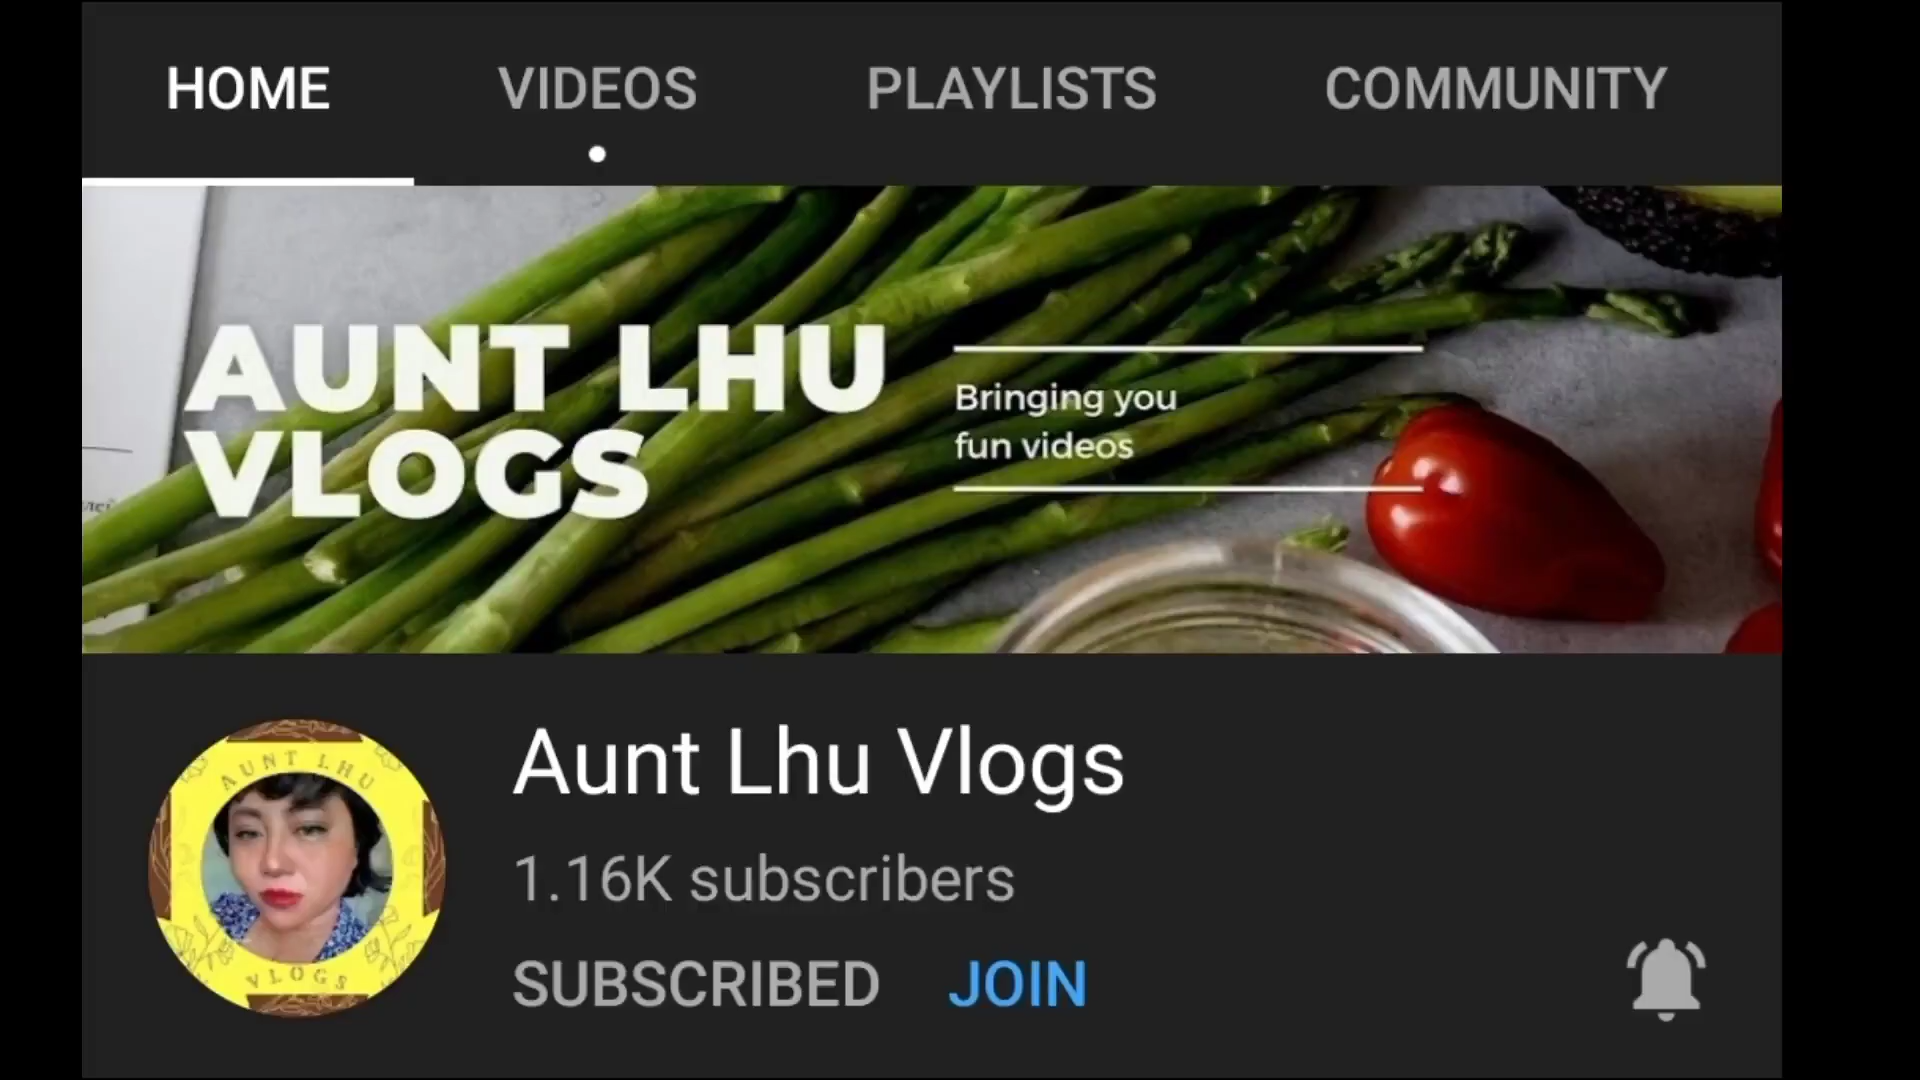 HOME VIDEOS PLAYLISTS COMMUNITY
AUNT LHU
VLOGS
Bringing you
fun videos
AUNT LHU
VLOGS
Aunt Lhu Vlogs
1.16K subscribers
SUBSCRIBED JOIN